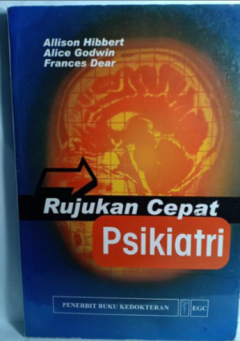 Allison Hibbert
Alice Godwin
Frances Dear
Rujukan Cepat
Psikiatri
PENERBIT BUKU KEDOKTERAN EGC